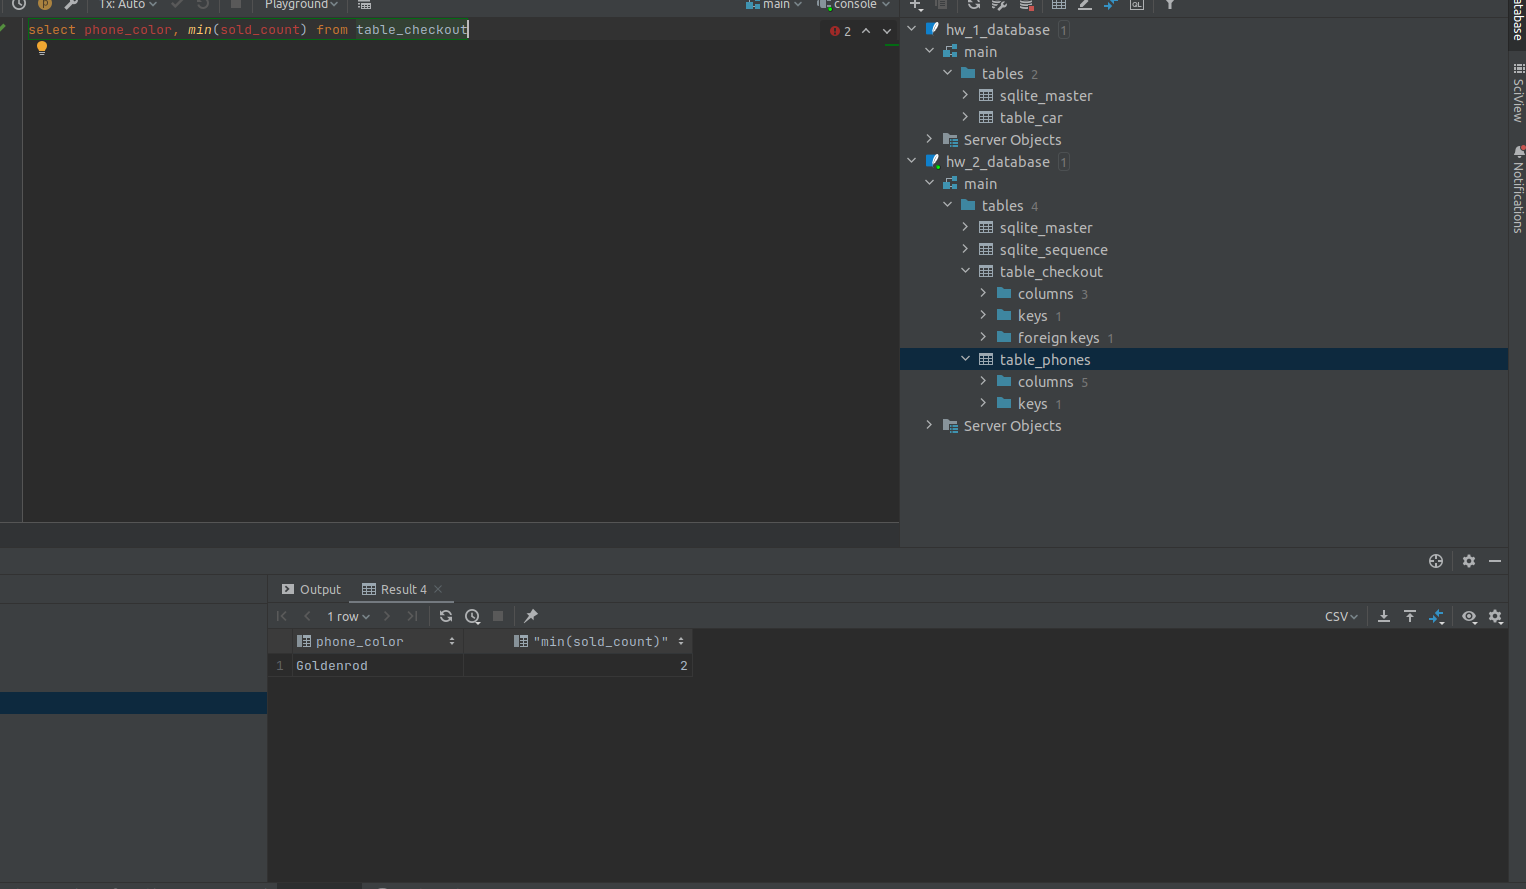 Tx: Auto
Playground
main
console
select phone_color, min(sold_count) from table_checkout
2
hw_1_database 1
main
tables 2
sqlite_master
table_car
Server Objects
hw_2_database 1
main
tables 4
sqlite_master
sqlite_sequence
table_checkout
columns 3
keys 1
foreign keys 1
table_phones
columns 5
keys 1
Server Objects
Database
SciView
Notifications
Output
Result 4
1 row
CSV
phone_color
"min(sold_count)"
1 Goldenrod 2